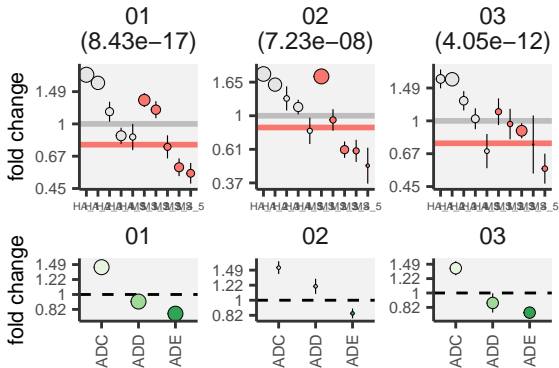 01 02 03
(8.43e−17) (7.23e−08) (4.05e−12)
fold change
1.49 1.65 1.49
1 1 1
0.67 0.61 0.67
0.45 0.37 0.45
01 02 03
fold change
1.49 1.49 1.49
1.22 1.22 1.22
1 1 1
0.82 0.82 0.82
ADC ADD ADE ADC ADD ADE ADC ADD ADE